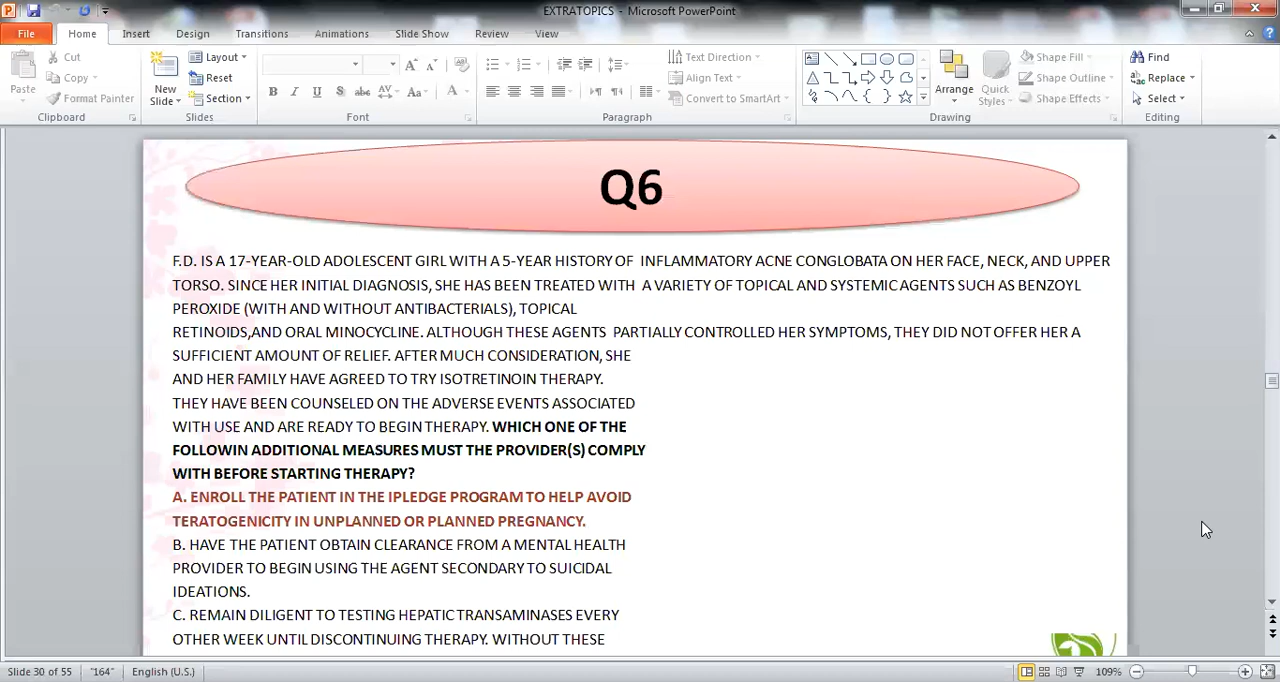 EXTRATOPICS - Microsoft PowerPoint
File Home Insert Design Transitions Animations Slide Show Review View
Paste
Cut
Copy
Format Painter
Clipboard
New Slide
Layout
Reset
Section
Slides
B I U S abc AV Aa A
Font
Text Direction
Align Text
Convert to SmartArt
Paragraph
Arrange
Quick Styles
Shape Fill
Shape Outline
Shape Effects
Drawing
Find
Replace
Select
Editing
Q6
F.D. IS A 17-YEAR-OLD ADOLESCENT GIRL WITH A 5-YEAR HISTORY OF INFLAMMATORY ACNE CONGLOBATA ON HER FACE, NECK, AND UPPER
TORSO. SINCE HER INITIAL DIAGNOSIS, SHE HAS BEEN TREATED WITH A VARIETY OF TOPICAL AND SYSTEMIC AGENTS SUCH AS BENZOYL
PEROXIDE (WITH AND WITHOUT ANTIBACTERIALS), TOPICAL
RETINOIDS,AND ORAL MINOCYCLINE. ALTHOUGH THESE AGENTS PARTIALLY CONTROLLED HER SYMPTOMS, THEY DID NOT OFFER HER A
SUFFICIENT AMOUNT OF RELIEF. AFTER MUCH CONSIDERATION, SHE
AND HER FAMILY HAVE AGREED TO TRY ISOTRETINOIN THERAPY.
THEY HAVE BEEN COUNSELED ON THE ADVERSE EVENTS ASSOCIATED
WITH USE AND ARE READY TO BEGIN THERAPY. WHICH ONE OF THE
FOLLOWIN ADDITIONAL MEASURES MUST THE PROVIDER(S) COMPLY
WITH BEFORE STARTING THERAPY?
A. ENROLL THE PATIENT IN THE IPLEDGE PROGRAM TO HELP AVOID
TERATOGENICITY IN UNPLANNED OR PLANNED PREGNANCY.
B. HAVE THE PATIENT OBTAIN CLEARANCE FROM A MENTAL HEALTH
PROVIDER TO BEGIN USING THE AGENT SECONDARY TO SUICIDAL
IDEATIONS.
C. REMAIN DILIGENT TO TESTING HEPATIC TRANSAMINASES EVERY
OTHER WEEK UNTIL DISCONTINUING THERAPY. WITHOUT THESE
Slide 30 of 55 "164" English (U.S.) 109%